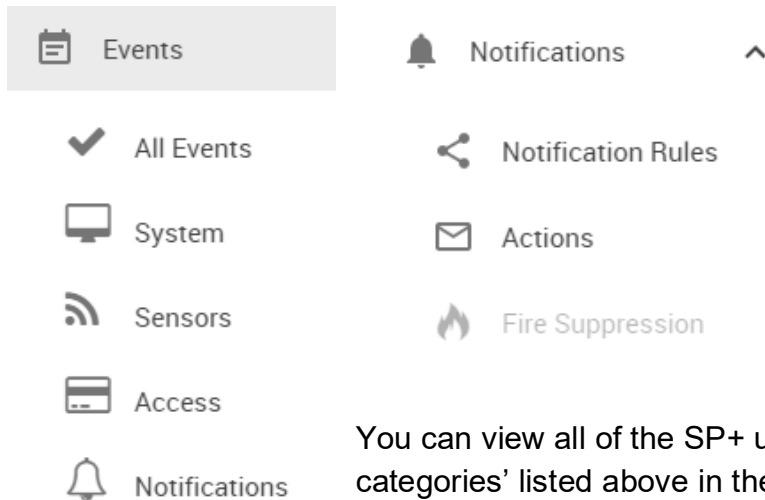 Events
All Events
System
Sensors
Access
Notifications
Notifications
Notification Rules
Actions
Fire Suppression
You can view all of the SP+
categories’ listed above in the